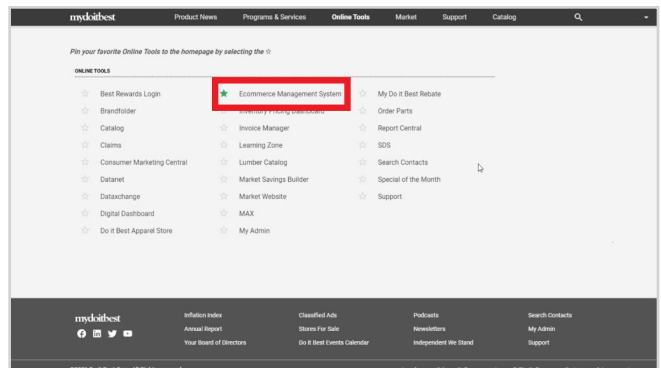 mydoitbest Product News Programs & Services Online Tools Market Support Catalog
Pin your favorite Online Tools to the homepage by selecting the ☆
ONLINE TOOLS
Best Rewards Login
Brandfolder
Catalog
Claims
Consumer Marketing Central
Datanet
Dataxchange
Digital Dashboard
Do it Best Apparel Store
Ecommerce Management System
Inventory Pricing Dashboard
Invoice Manager
Learning Zone
Lumber Catalog
Market Savings Builder
Market Website
MAX
My Admin
My Do it Best Rebate
Order Parts
Report Central
SDS
Search Contacts
Special of the Month
Support
mydoitbest
Inflation Index
Annual Report
Your Board of Directors
Classified Ads
Stores For Sale
Do it Best Events Calendar
Podcasts
Newsletters
Independent We Stand
Search Contacts
My Admin
Support